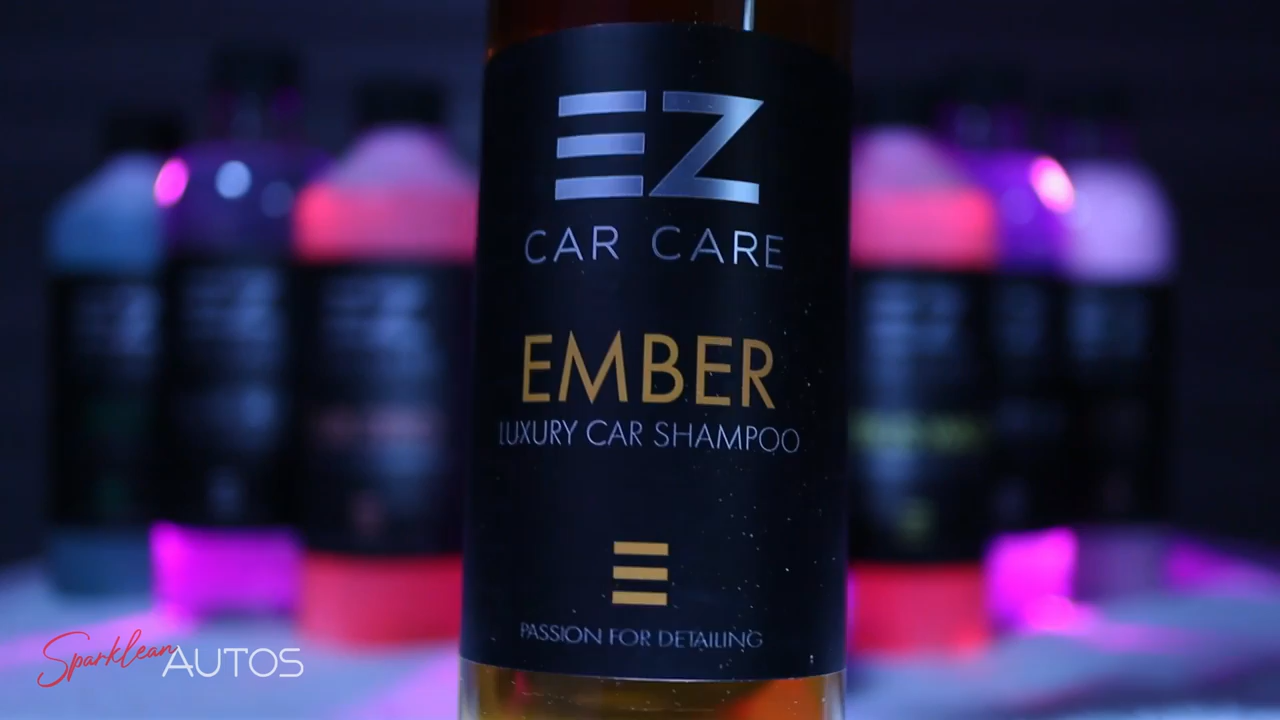 EZ
CAR CARE
EMBER
LUXURY CAR SHAMPOO
PASSION FOR DETAILING
Sparklean AUTOS